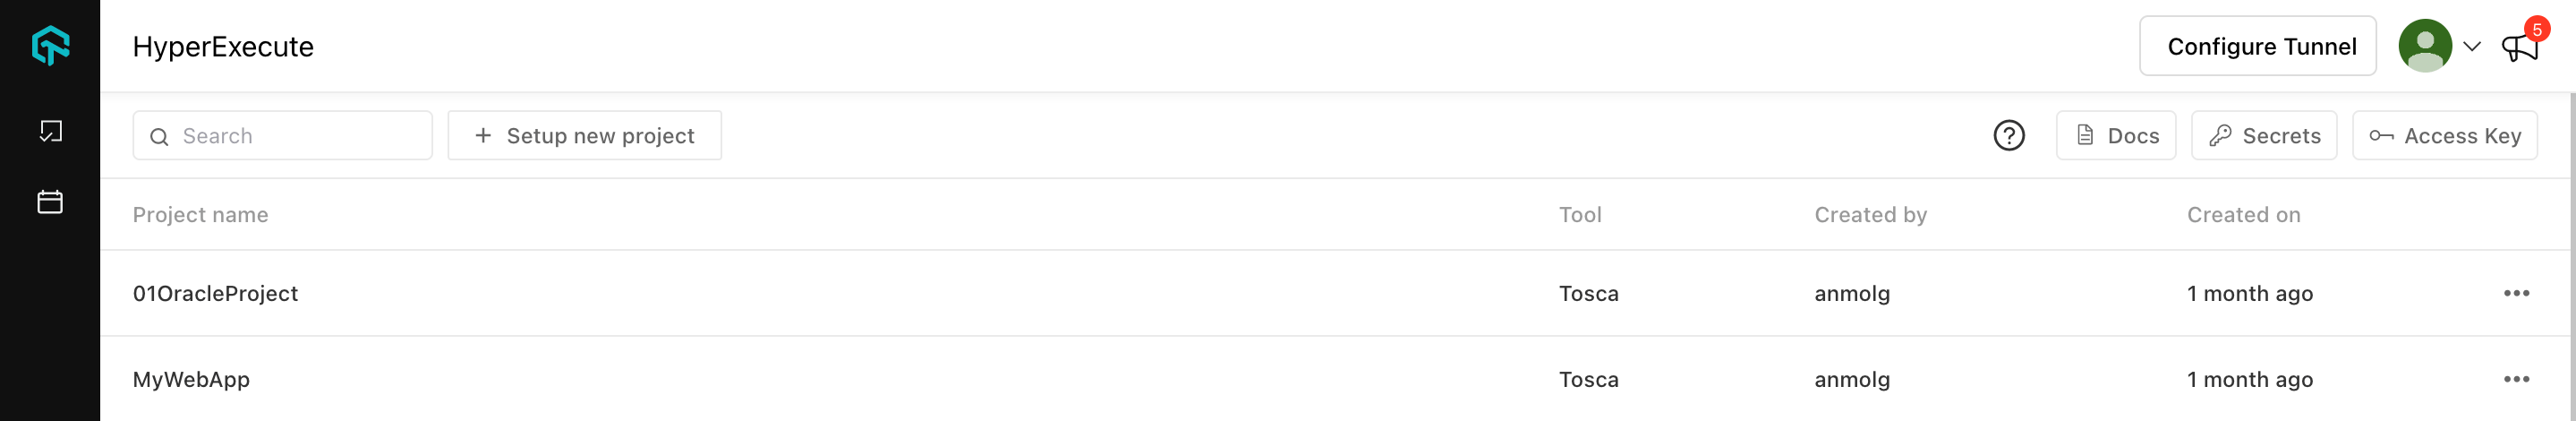 HyperExecute
Configure Tunnel
5
Search
Setup new project
Docs
Secrets
Access Key
Project name Tool Created by Created on
01OracleProject Tosca anmolg 1 month ago
MyWebApp Tosca anmolg 1 month ago